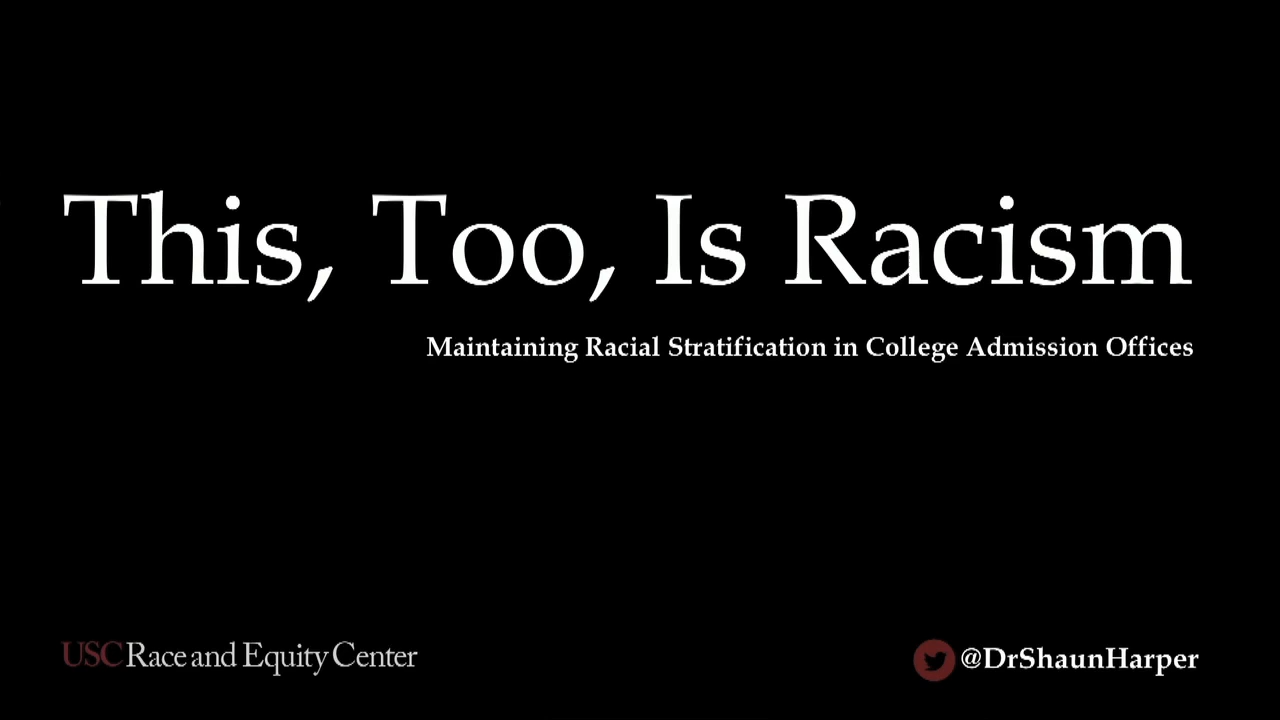 This, Too, Is Racism
Maintaining Racial Stratification in College Admission Offices
USC Race and Equity Center
@DrShaunHarper